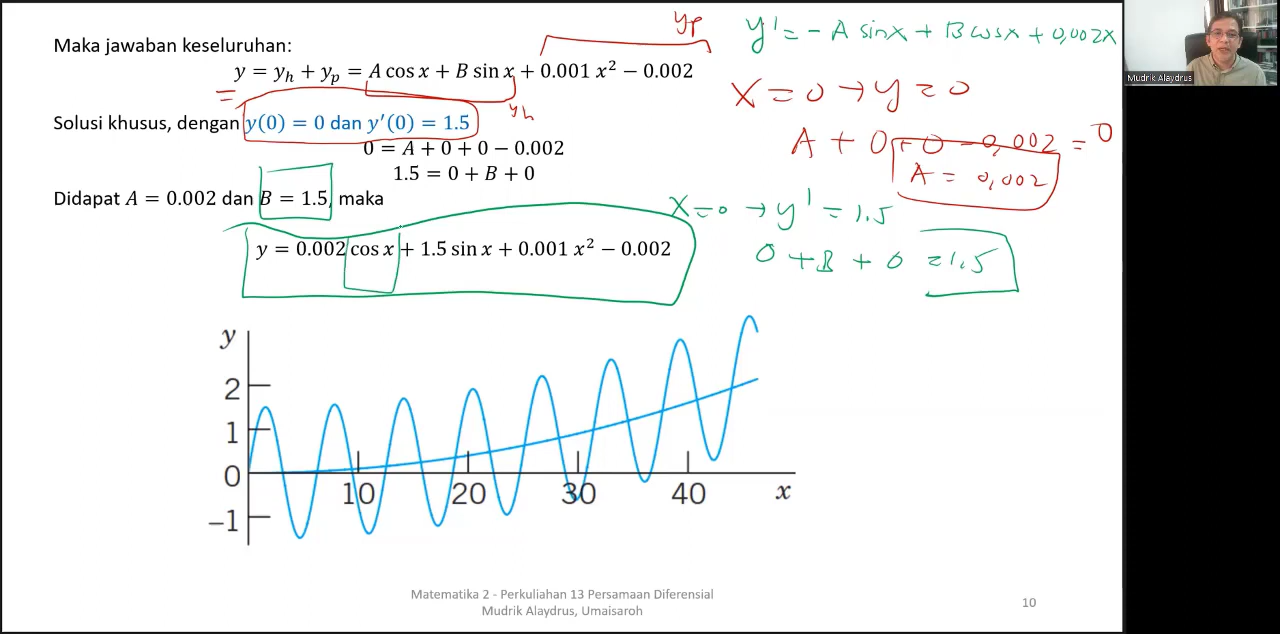 Maka jawaban keseluruhan:
y = yₕ + yₚ = A cos x + B sin x + 0.001 x² − 0.002
Solusi khusus, dengan y(0) = 0 dan y′(0) = 1.5
0 = A + 0 + 0 − 0.002
1.5 = 0 + B + 0
Didapat A = 0.002 dan B = 1.5, maka
y = 0.002 cos x + 1.5 sin x + 0.001 x² − 0.002
yp
yh
y' = - A sinx + B cosx + 0,002x
x = 0 → y = 0
A + 0 + 0 - 0,002 = 0
A = 0,002
x=0 → y' = 1.5
0 + B + 0 = 1.5
Mudrik Alaydrus
y
2
1
0
−1
10
20
30
40
x
Matematika 2 - Perkuliahan 13 Persamaan Diferensial
Mudrik Alaydrus, Umaisaroh
10